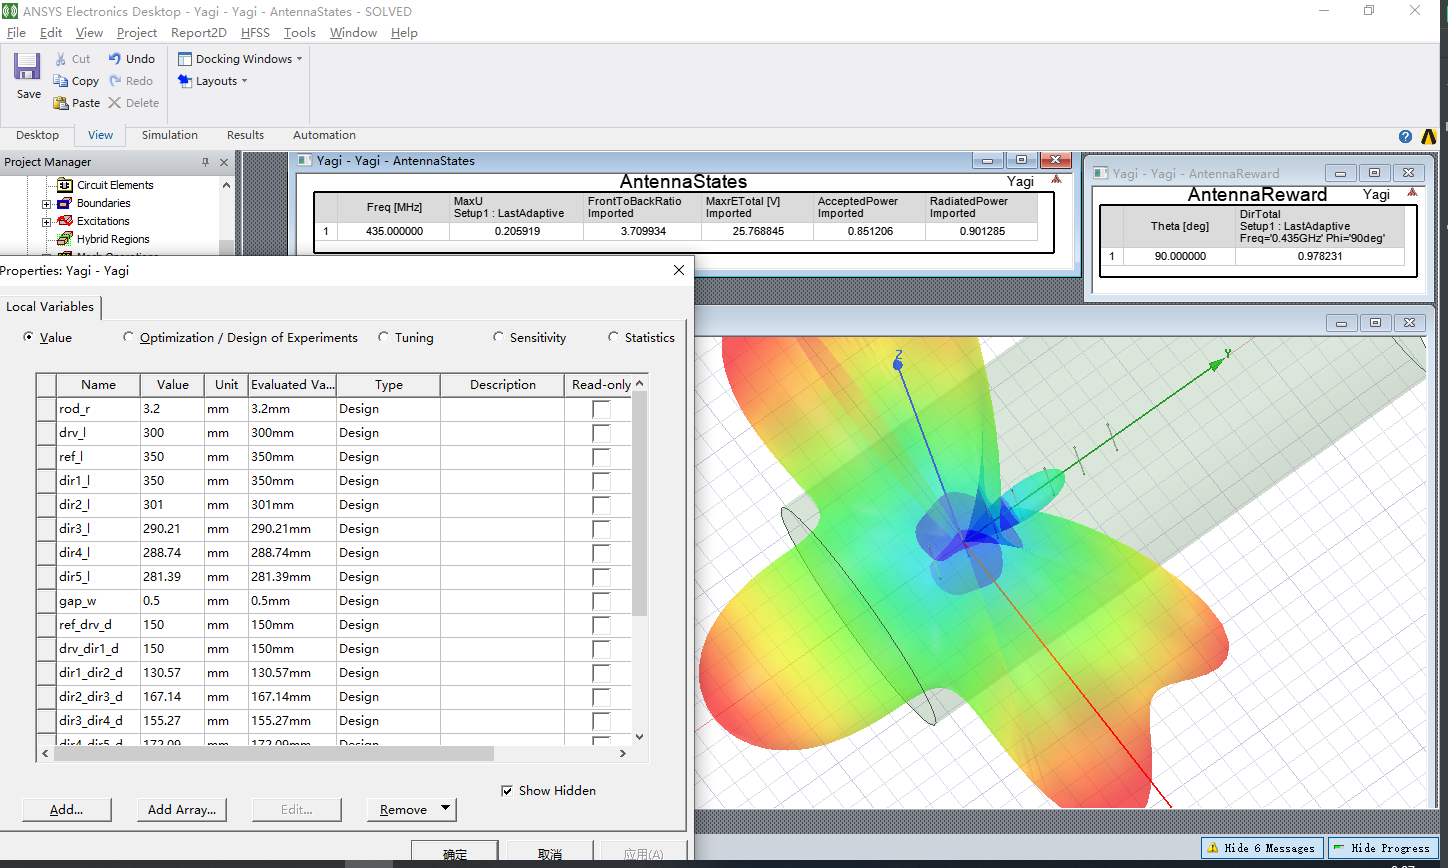 ANSYS Electronics Desktop - Yagi - Yagi - AntennaStates - SOLVED
File Edit View Project Report2D HFSS Tools Window Help
Save
Cut
Copy
Paste
Undo
Redo
Delete
Docking Windows
Layouts
Desktop View Simulation Results Automation
Project Manager
Circuit Elements
Boundaries
Excitations
Hybrid Regions
Yagi - Yagi - AntennaStates
AntennaStates
Yagi
Freq [MHz] MaxU Setup1 : LastAdaptive FrontToBackRatio Imported MaxrETotal [V] Imported AcceptedPower Imported RadiatedPower Imported
1 435.000000 0.205919 3.709934 25.768845 0.851206 0.901285
Yagi - Yagi - AntennaReward
AntennaReward
Yagi
Theta [deg] DirTotal Setup1 : LastAdaptive Freq='0.435GHz' Phi='90deg'
1 90.000000 0.978231
Properties: Yagi - Yagi
Local Variables
Value Optimization / Design of Experiments Tuning Sensitivity Statistics
Name Value Unit Evaluated Va... Type Description Read-only
rod_r 3.2 mm 3.2mm Design
drv_l 300 mm 300mm Design
ref_l 350 mm 350mm Design
dir1_l 350 mm 350mm Design
dir2_l 301 mm 301mm Design
dir3_l 290.21 mm 290.21mm Design
dir4_l 288.74 mm 288.74mm Design
dir5_l 281.39 mm 281.39mm Design
gap_w 0.5 mm 0.5mm Design
ref_drv_d 150 mm 150mm Design
drv_dir1_d 150 mm 150mm Design
dir1_dir2_d 130.57 mm 130.57mm Design
dir2_dir3_d 167.14 mm 167.14mm Design
dir3_dir4_d 155.27 mm 155.27mm Design
dir4_dir5_d 172.09 mm 172.09mm Design
Show Hidden
Add... Add Array... Edit... Remove
确定 取消 应用(A)
Z
Y
Hide 6 Messages Hide Progress